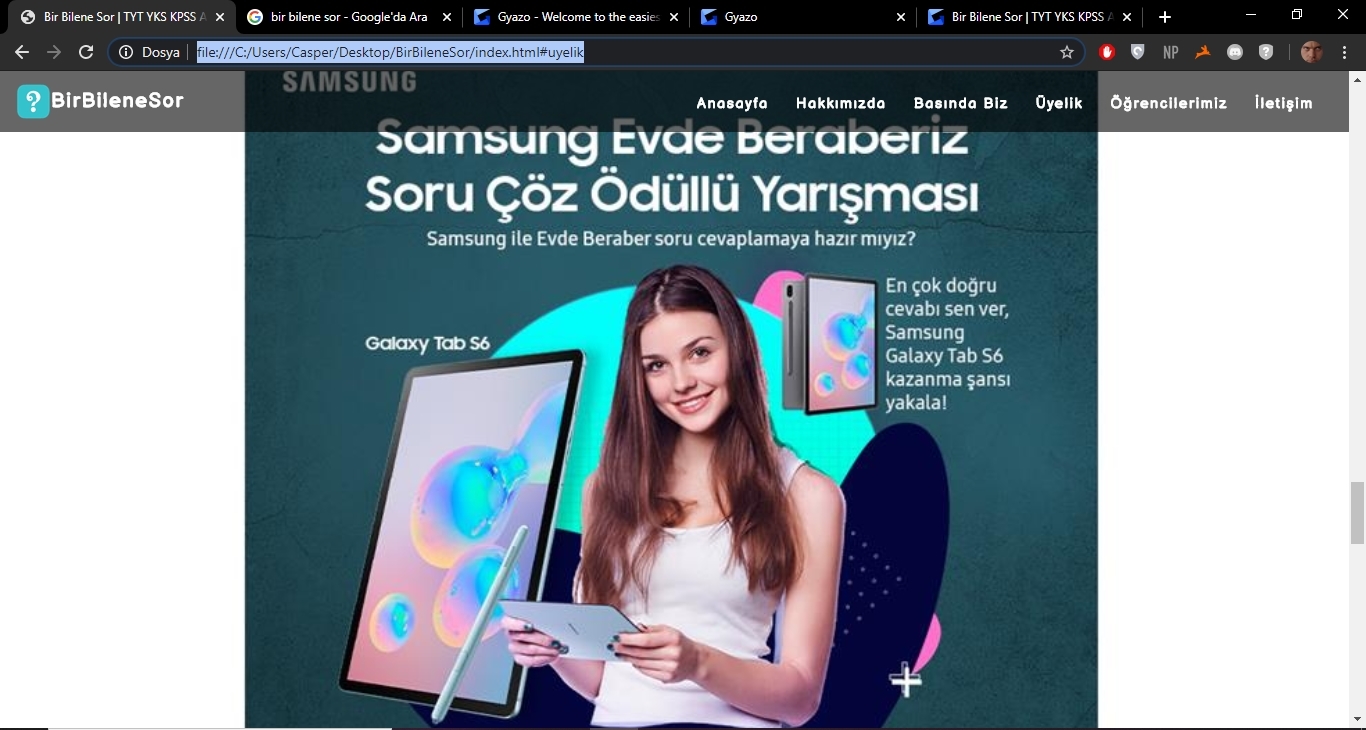 Bir Bilene Sor | TYT YKS KPSS A
bir bilene sor - Google'da Ara
Gyazo - Welcome to the easies
Gyazo
Bir Bilene Sor | TYT YKS KPSS A
Dosya
file:///C:/Users/Casper/Desktop/BirBileneSor/index.html#uyelik
NP
BirBileneSor
Anasayfa
Hakkımızda
Basında Biz
Üyelik
Öğrencilerimiz
İletişim
SAMSUNG
Samsung Evde Beraberiz
Soru Çöz Ödüllü Yarışması
Samsung ile Evde Beraber soru cevaplamaya hazır mıyız?
En çok doğru
cevabı sen ver,
Samsung
Galaxy Tab S6
kazanma şansı
yakala!
Galaxy Tab S6